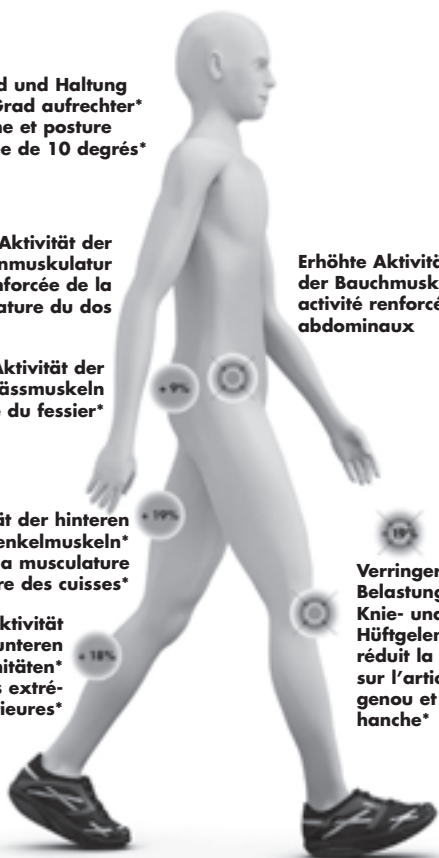 d und Haltung
Grad aufrechter*
ne et posture
e de 10 degrés*
Aktivität der
nmuskulatur
nforcée de la
ature du dos
Erhöhte Aktivitä
der Bauchmusk
activité renforcé
abdominaux
Aktivität der
ässmuskeln
e du fessier*
+ 9%
ät der hinteren
enkelmuskeln*
a musculature
re des cuisses*
+ 19%
19%
Verringer
Belastung
Knie- und
Hüftgelen
réduit la
sur l'artic
genou et
hanche*
ktivität
unteren
nitäten*
s extré-
ieures*
+ 18%